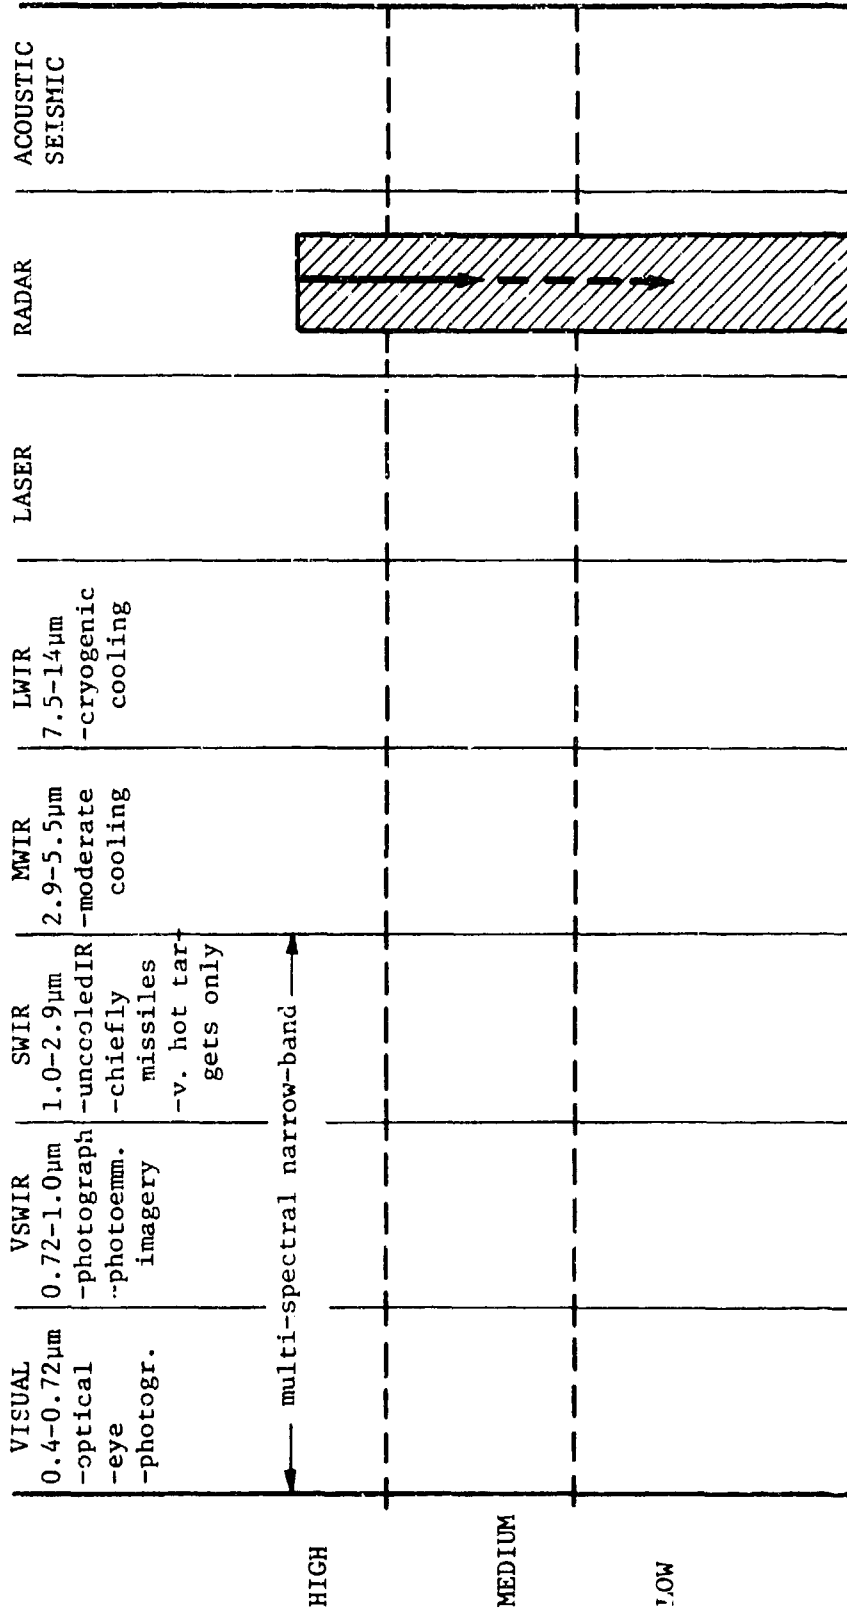 VISUAL
0.4-0.72µm
-optical
-eye
-photogr.
VSWIR
0.72-1.0µm
-photograph
-photoemm.
imagery
SWIR
1.0-2.9µm
-uncooledIR
-chiefly
missiles
-v. hot tar-
gets only
MWIR
2.9-5.5µm
-moderate
cooling
LWIR
7.5-14µm
-cryogenic
cooling
LASER
RADAR
ACOUSTIC
SEISMIC
multi-spectral narrow-band
HIGH
MEDIUM
LOW